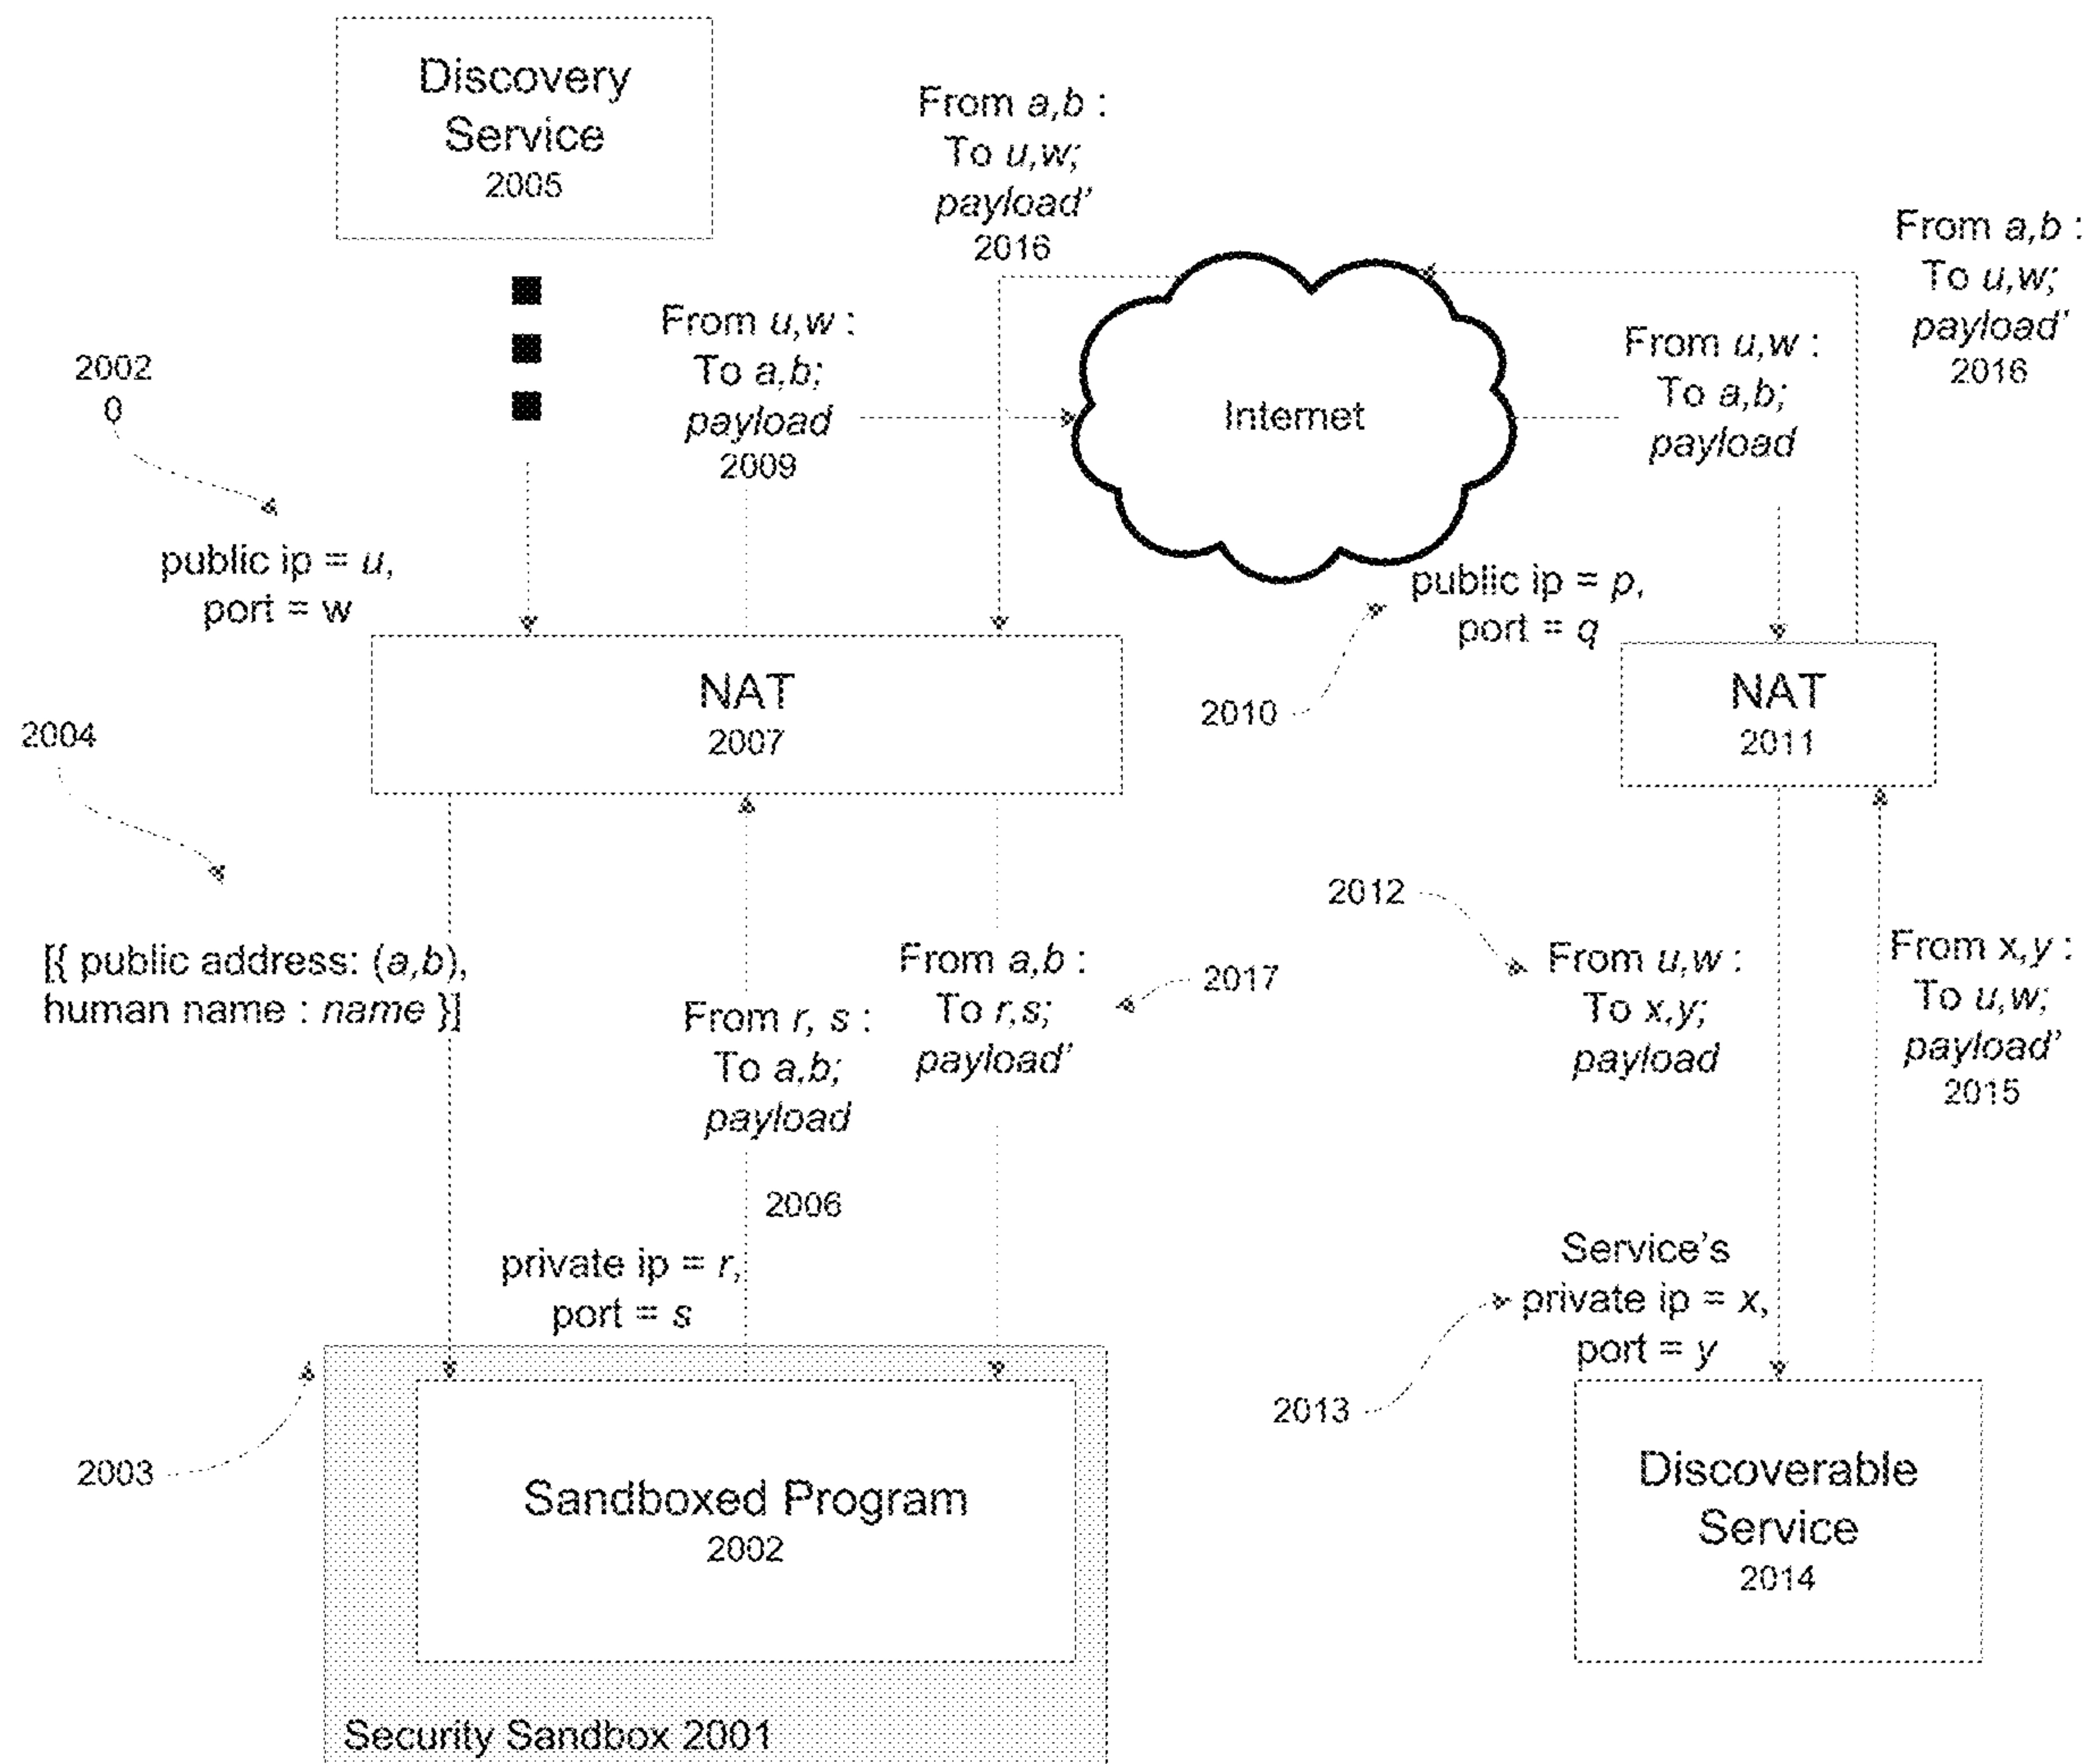 Discovery
Service
2005
From a,b :
To u,w;
payload'
2016
From a,b :
To u,w;
payload'
2016
From u,w :
To a,b;
payload
2009
From u,w :
To a,b;
payload
2002
0
Internet
public ip = u,
port = w
public ip = p,
port = q
NAT
2007
2010
NAT
2011
2004
2012
[{ public address: (a,b),
human name : name }]
From r, s :
To a,b;
payload
From a,b :
To r,s;
payload'
2017
From u,w :
To x,y;
payload
From x,y :
To u,w;
payload'
2015
2006
private ip = r,
port = s
Service's
private ip = x,
port = y
2013
2003
Sandboxed Program
2002
Discoverable
Service
2014
Security Sandbox 2001